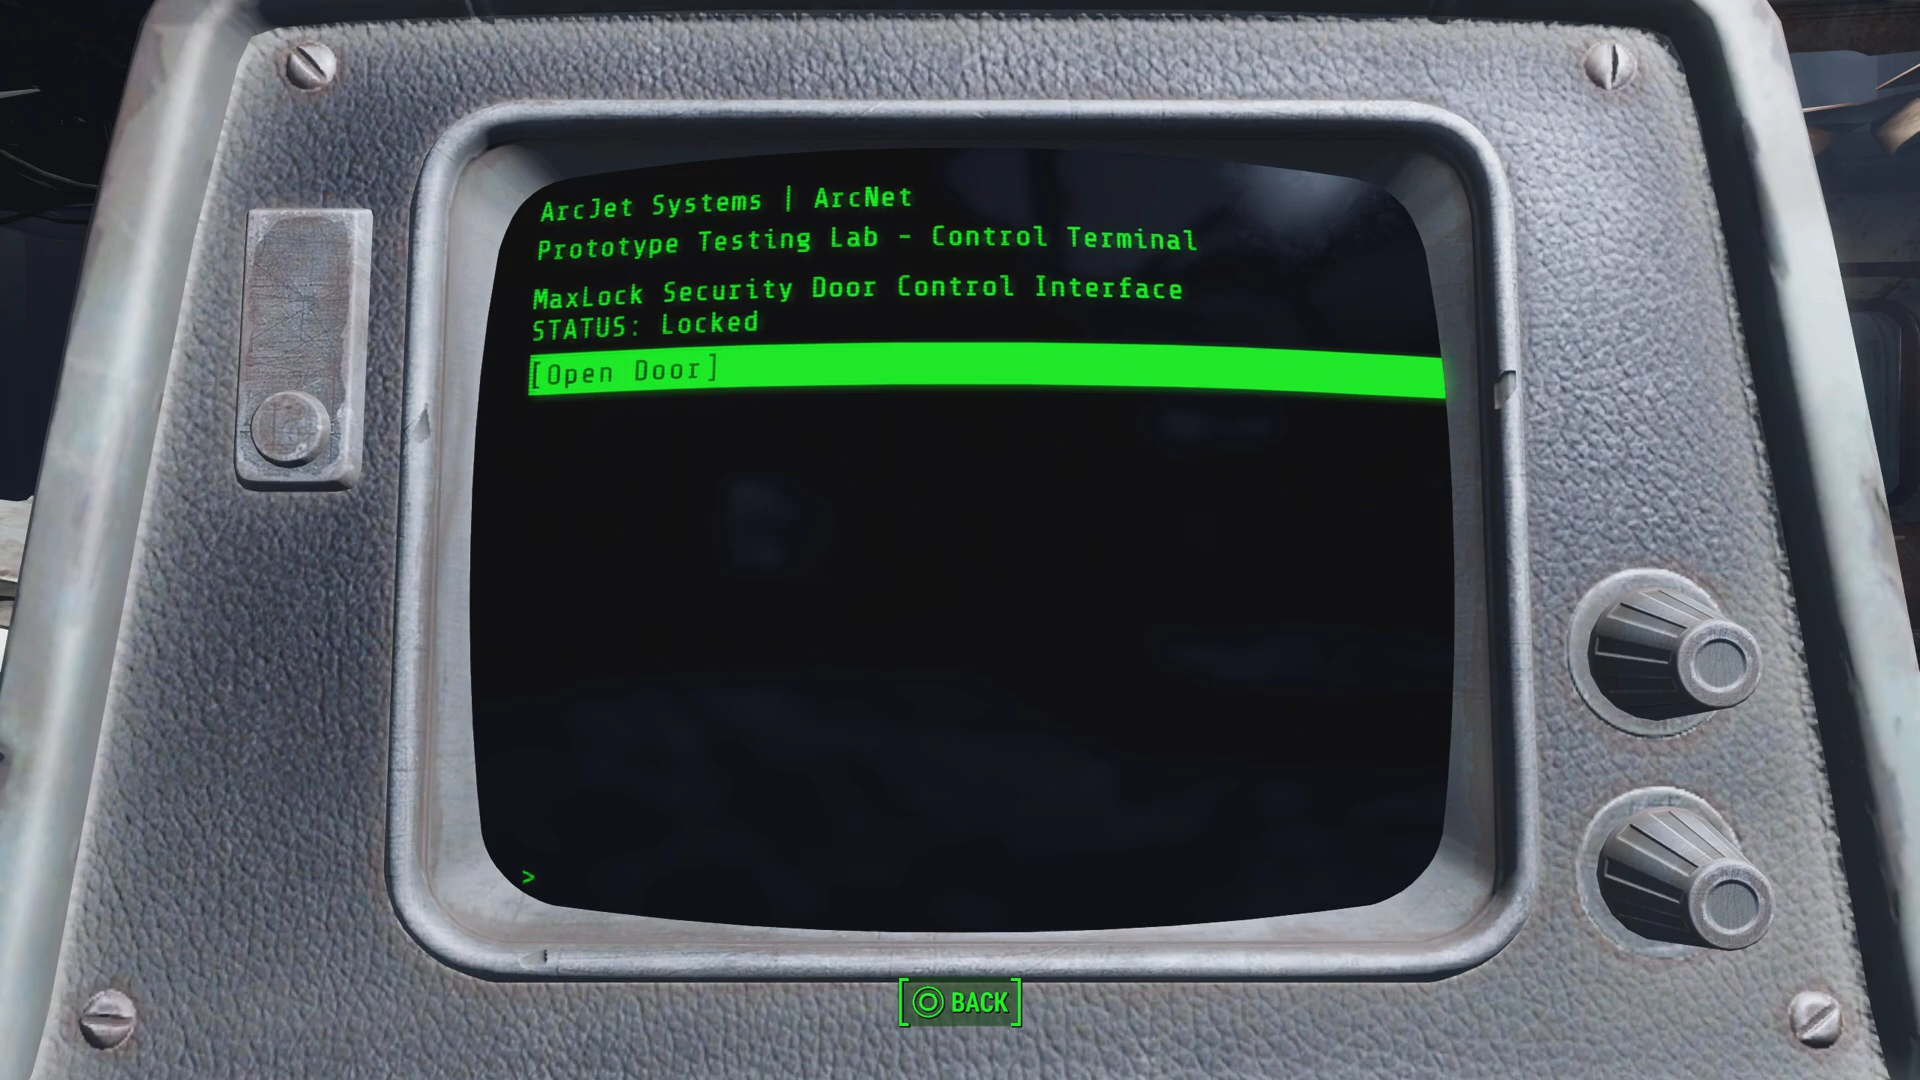 ArcJet Systems | ArcNet
Prototype Testing Lab - Control Terminal
MaxLock Security Door Control Interface
STATUS: Locked
[Open Door]
>
BACK